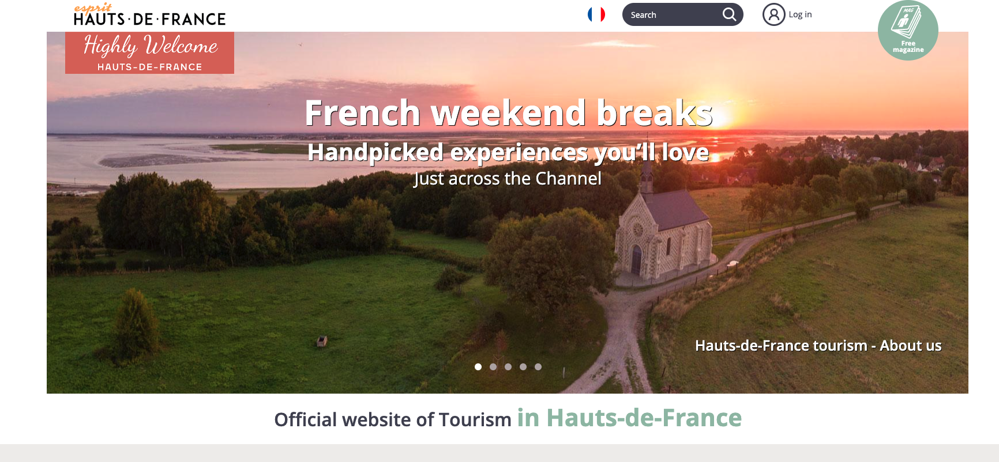 esprit
HAUTS·DE·FRANCE
Search
Log in
MAG
Free
magazine
Highly Welcome
HAUTS-DE-FRANCE
French weekend breaks
Handpicked experiences you’ll love
Just across the Channel
Hauts-de-France tourism - About us
Official website of Tourism in Hauts-de-France